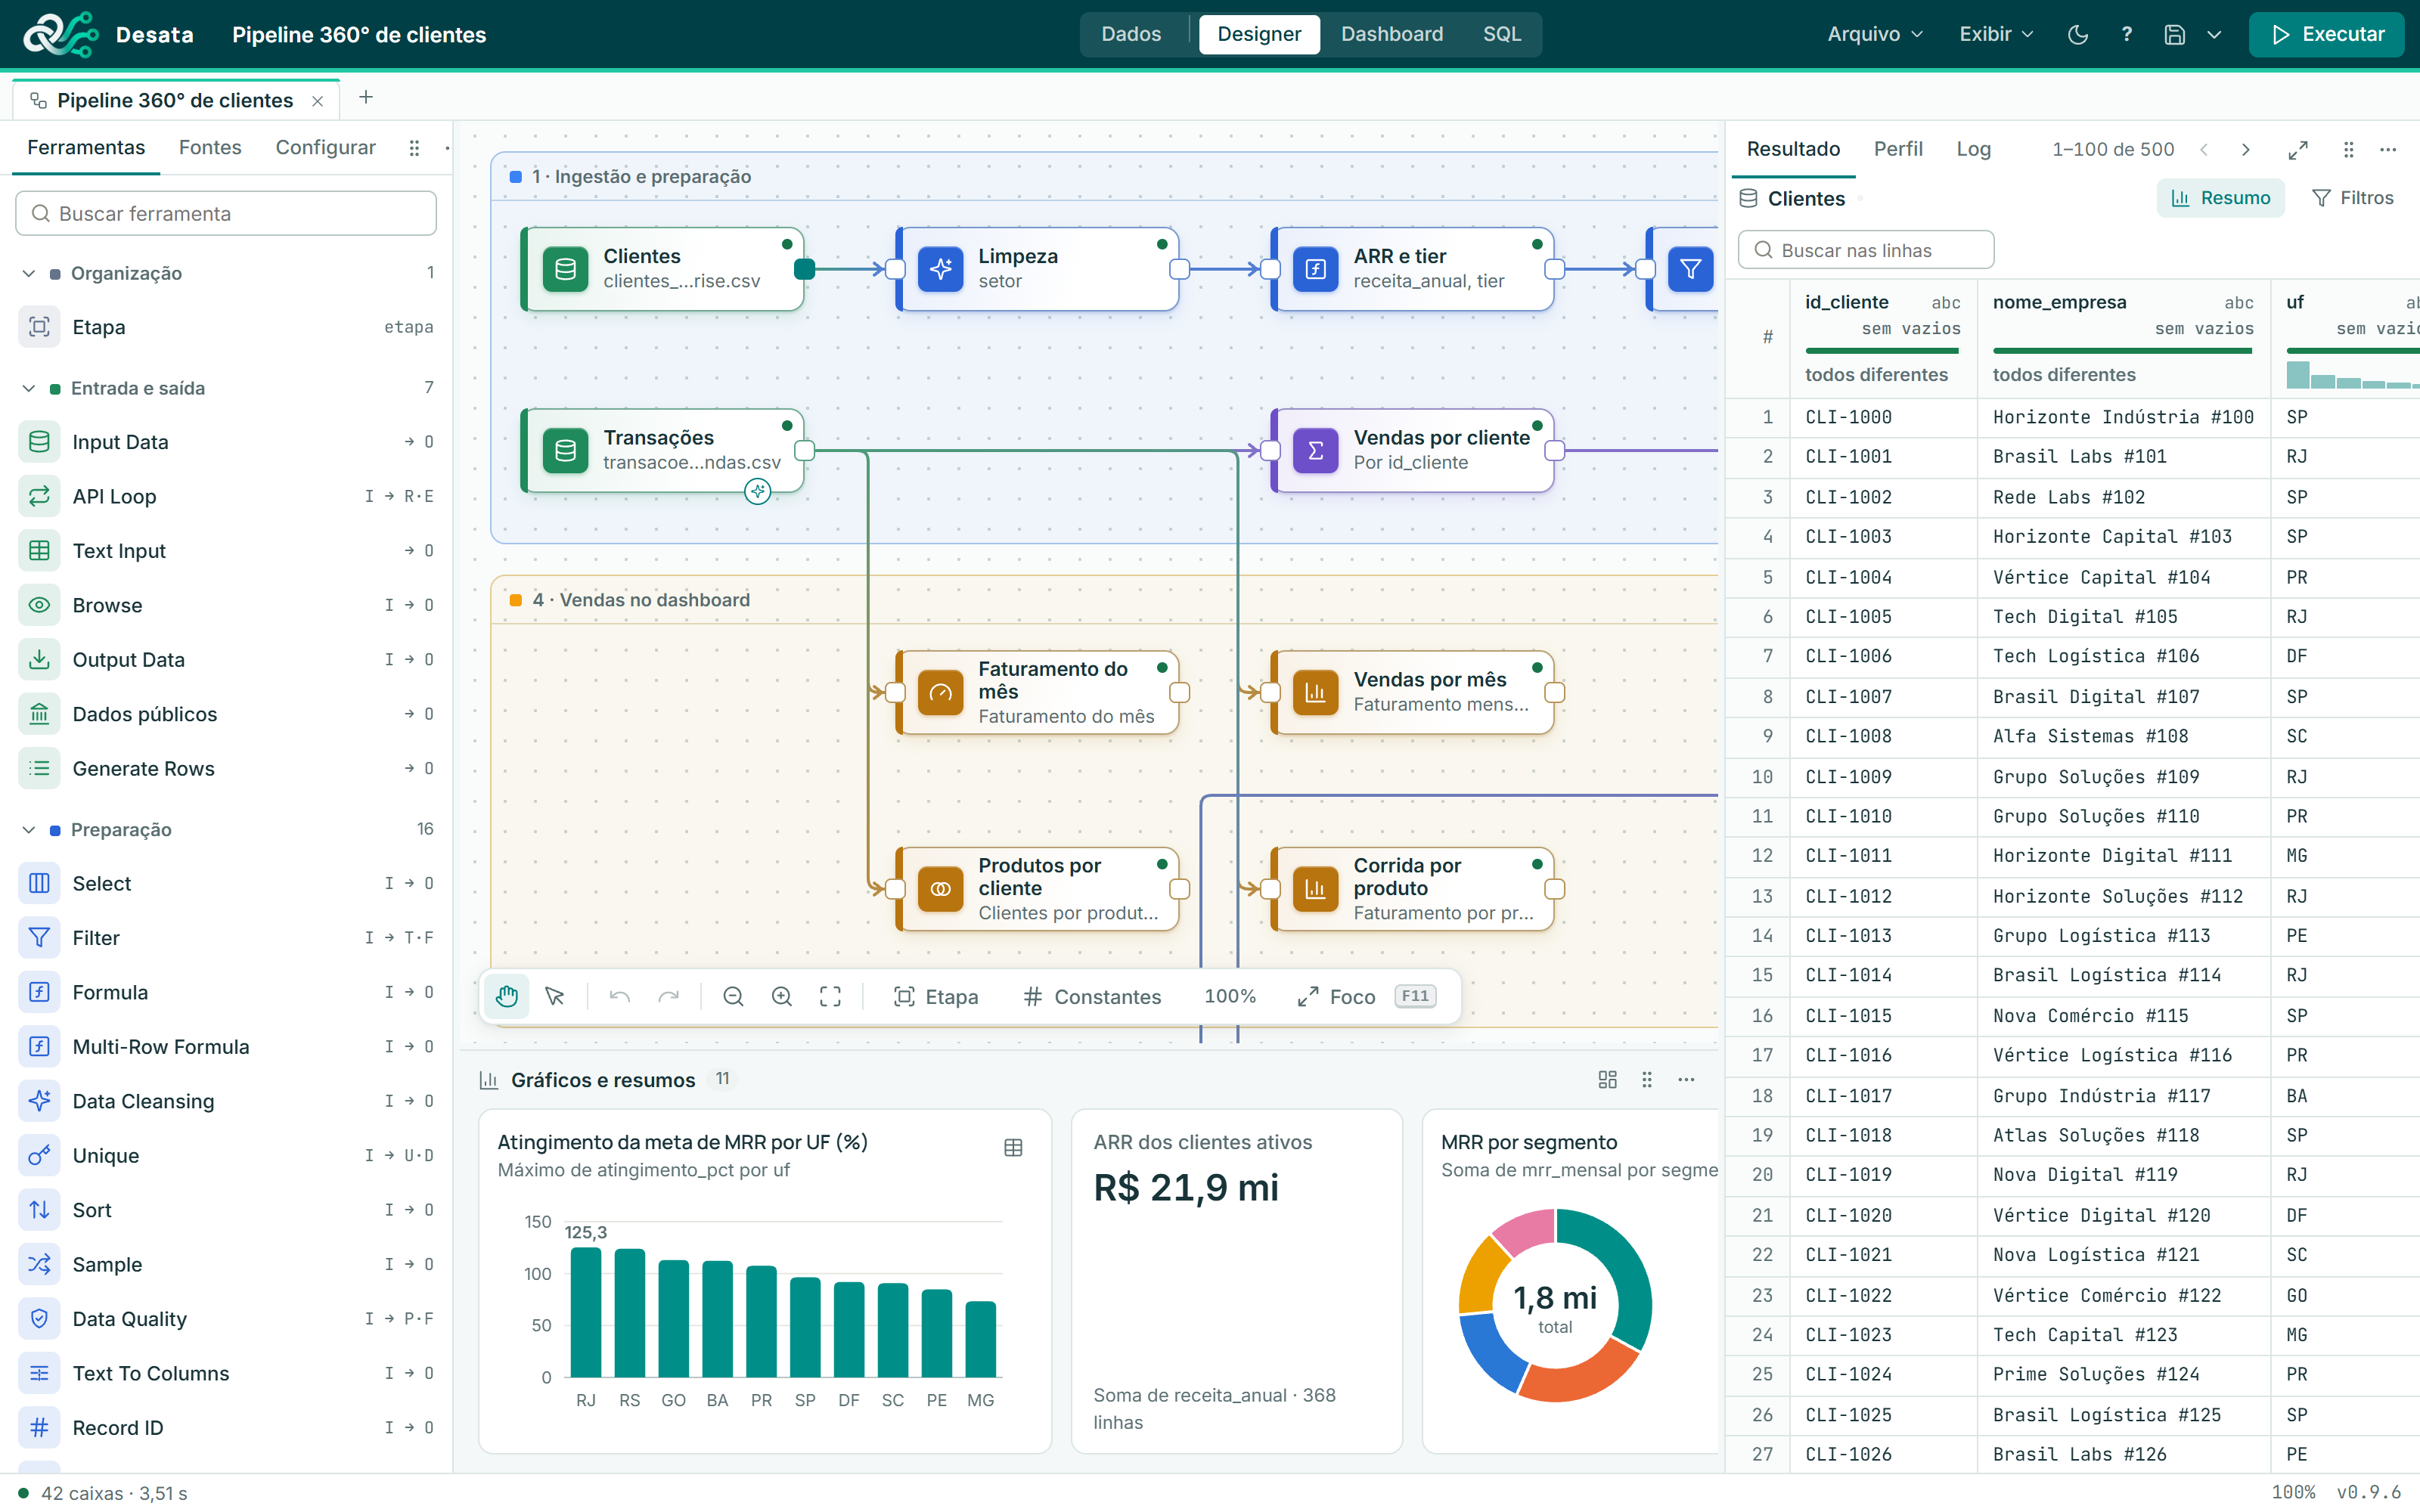 Desata
Pipeline 360° de clientes
Dados
Designer
Dashboard
SQL
Arquivo
Exibir
?
Executar
Pipeline 360° de clientes
Ferramentas
Fontes
Configurar
Buscar ferramenta
Organização 1
Etapa etapa
Entrada e saída 7
Input Data → O
API Loop I → R·E
Text Input → O
Browse I → O
Output Data I → O
Dados públicos → O
Generate Rows → O
Preparação 16
Select I → O
Filter I → T·F
Formula I → O
Multi-Row Formula I → O
Data Cleansing I → O
Unique I → U·D
Sort I → O
Sample I → O
Data Quality I → P·F
Text To Columns I → O
Record ID I → O
1 · Ingestão e preparação
Clientes
clientes_...rise.csv
Limpeza
setor
ARR e tier
receita_anual, tier
Transações
transacoe...ndas.csv
Vendas por cliente
Por id_cliente
4 · Vendas no dashboard
Faturamento do
mês
Faturamento do mês
Vendas por mês
Faturamento mens...
Produtos por
cliente
Clientes por produt...
Corrida por
produto
Faturamento por pr...
Etapa
Constantes
100%
Foco
F11
Gráficos e resumos 11
Atingimento da meta de MRR por UF (%)
Máximo de atingimento_pct por uf
150
125,3
100
50
0
RJ RS GO BA PR SP DF SC PE MG
ARR dos clientes ativos
R$ 21,9 mi
Soma de receita_anual · 368
linhas
MRR por segmento
Soma de mrr_mensal por segme
1,8 mi
total
Resultado
Perfil
Log
1–100 de 500
Clientes
Resumo
Filtros
Buscar nas linhas
# id_cliente abc nome_empresa abc uf
sem vazios sem vazios
todos diferentes todos diferentes
1 CLI-1000 Horizonte Indústria #100 SP
2 CLI-1001 Brasil Labs #101 RJ
3 CLI-1002 Rede Labs #102 SP
4 CLI-1003 Horizonte Capital #103 SP
5 CLI-1004 Vértice Capital #104 PR
6 CLI-1005 Tech Digital #105 RJ
7 CLI-1006 Tech Logística #106 DF
8 CLI-1007 Brasil Digital #107 SP
9 CLI-1008 Alfa Sistemas #108 SC
10 CLI-1009 Grupo Soluções #109 RJ
11 CLI-1010 Grupo Soluções #110 PR
12 CLI-1011 Horizonte Digital #111 MG
13 CLI-1012 Horizonte Soluções #112 RJ
14 CLI-1013 Grupo Logística #113 PE
15 CLI-1014 Brasil Logística #114 RJ
16 CLI-1015 Nova Comércio #115 SP
17 CLI-1016 Vértice Logística #116 PR
18 CLI-1017 Grupo Indústria #117 BA
19 CLI-1018 Atlas Soluções #118 SP
20 CLI-1019 Nova Digital #119 RJ
21 CLI-1020 Vértice Digital #120 DF
22 CLI-1021 Nova Logística #121 SC
23 CLI-1022 Vértice Comércio #122 GO
24 CLI-1023 Tech Capital #123 MG
25 CLI-1024 Prime Soluções #124 PR
26 CLI-1025 Brasil Logística #125 SP
27 CLI-1026 Brasil Labs #126 PE
42 caixas · 3,51 s
100%
v0.9.6